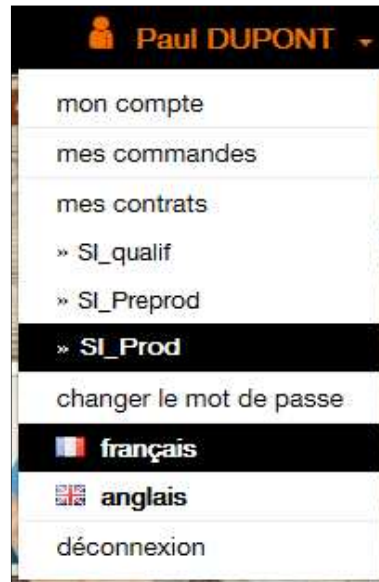 Paul DUPONT
mon compte
mes commandes
mes contrats
» SI_qualif
» SI_Preprod
» SI_Prod
changer le mot de passe
français
anglais
déconnexion